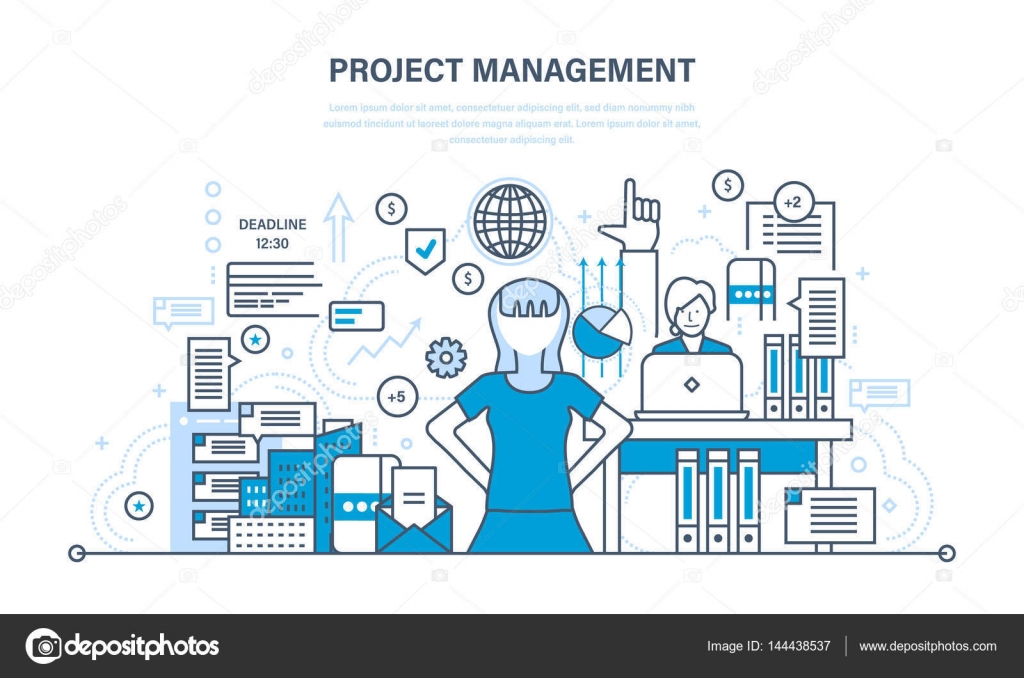 PROJECT MANAGEMENT
Lorem ipsum dolor sit amet, consectetuer adipiscing elit, sed diam nonummy nibh
euismod tincidunt ut laoreet dolore magna aliquam erat. Lorem ipsum dolor sit amet,
consectetuer adipiscing elit.
DEADLINE
12:30
$
$
$
+2
+5
depositphotos
Image ID: 144438537
www.depositphotos.com